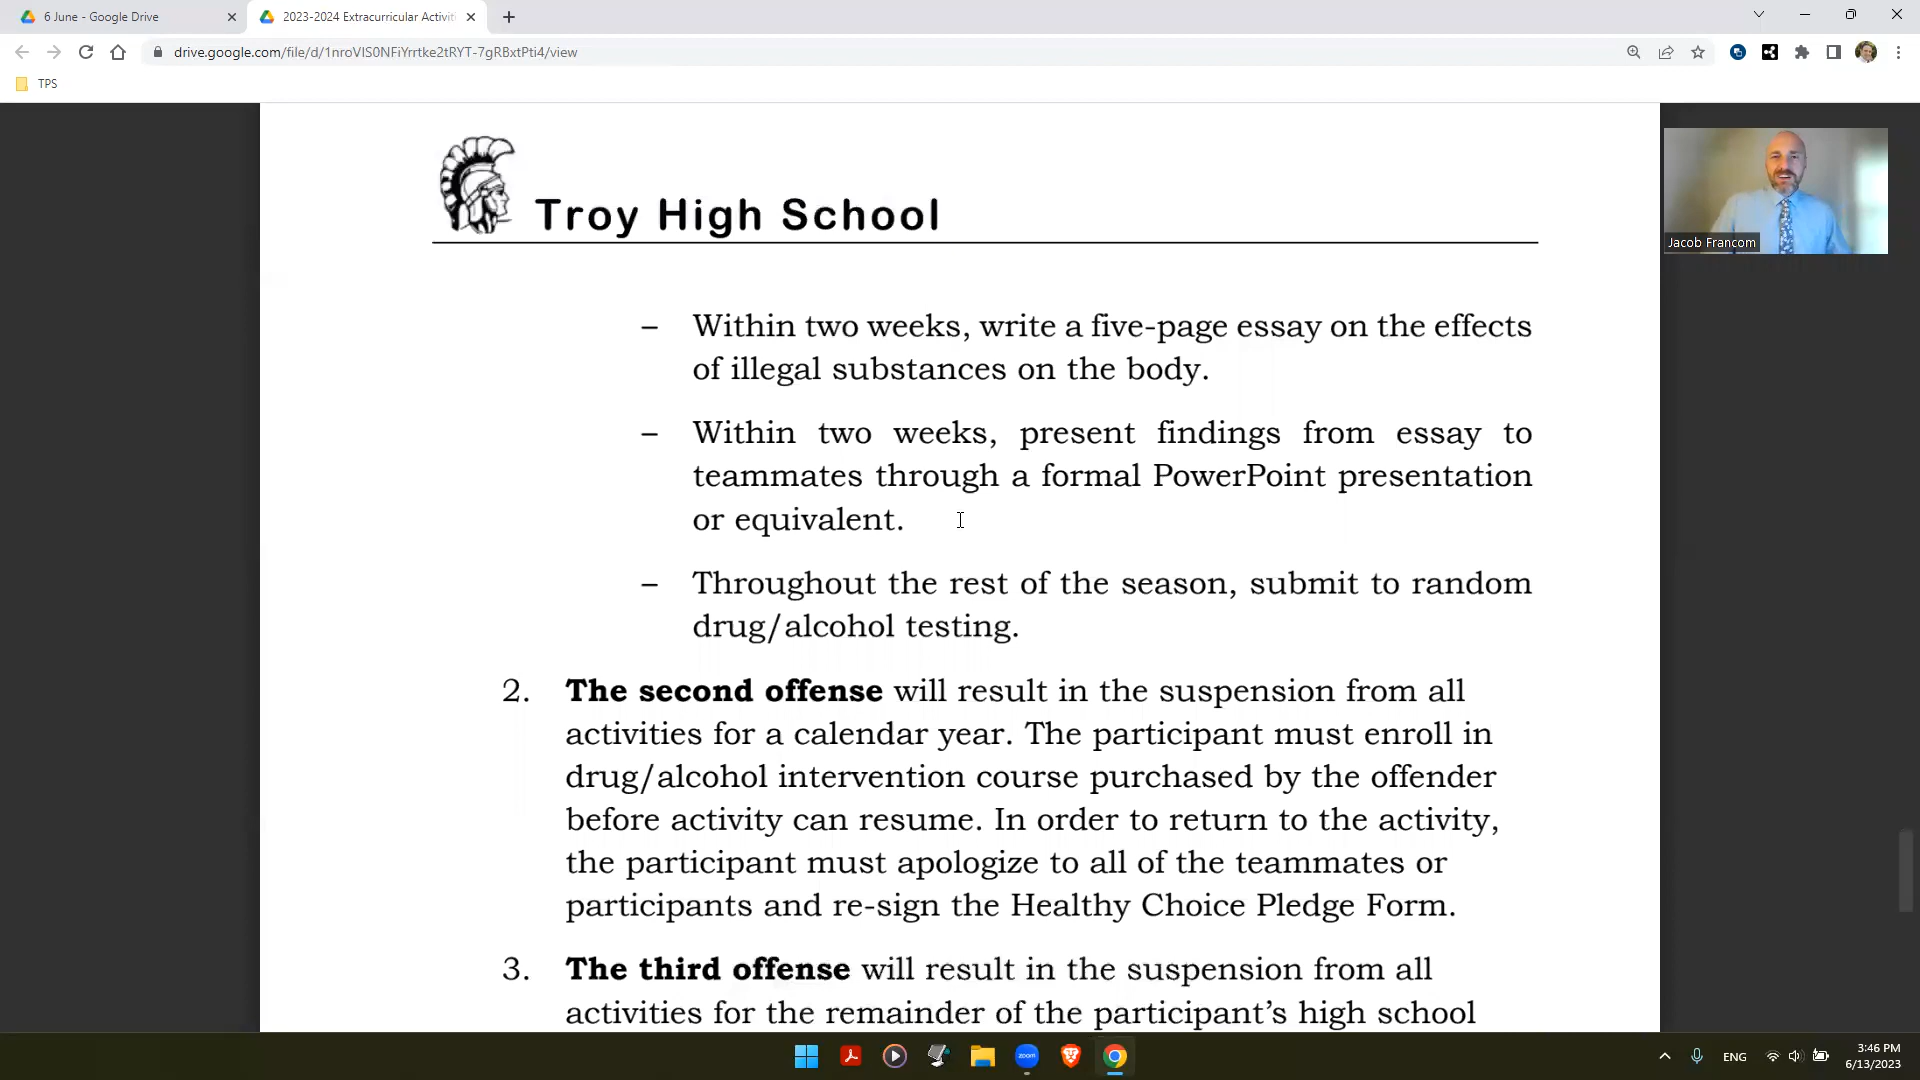 6 June - Google Drive
2023-2024 Extracurricular Activiti
drive.google.com/file/d/1nroVIS0NFiYrrtke2tRYT-7gRBxtPti4/view
TPS
Troy High School
Jacob Francom
– Within two weeks, write a five-page essay on the effects
of illegal substances on the body.
– Within two weeks, present findings from essay to
teammates through a formal PowerPoint presentation
or equivalent.
– Throughout the rest of the season, submit to random
drug/alcohol testing.
2. The second offense will result in the suspension from all
activities for a calendar year. The participant must enroll in
drug/alcohol intervention course purchased by the offender
before activity can resume. In order to return to the activity,
the participant must apologize to all of the teammates or
participants and re-sign the Healthy Choice Pledge Form.
3. The third offense will result in the suspension from all
activities for the remainder of the participant's high school
zoom
ENG
3:46 PM
6/13/2023